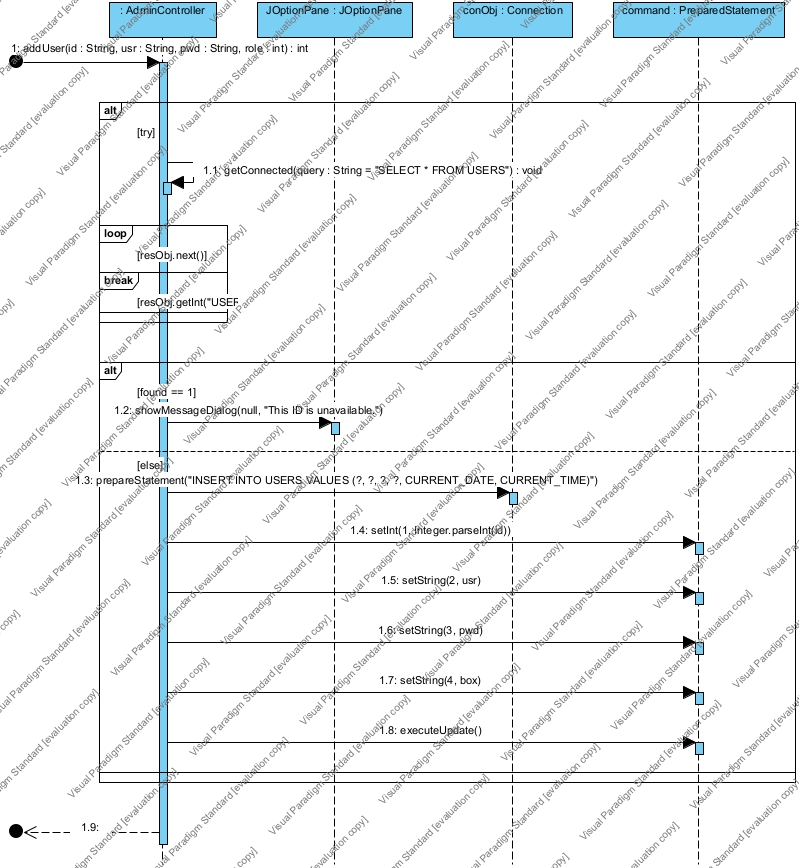 : AdminController
JOptionPane : JOptionPane
conObj : Connection
command : PreparedStatement
1: addUser(id : String, usr : String, pwd : String, role : int) : int
alt
[try]
1.1: getConnected(query : String = "SELECT * FROM USERS") : void
loop
[resObj.next()]
break
[resObj.getInt("USER
alt
[found == 1]
1.2: showMessageDialog(null, "This ID is unavailable.")
[else]
1.3: prepareStatement("INSERT INTO USERS VALUES (?, ?, ?, ?, CURRENT_DATE, CURRENT_TIME)")
1.4: setInt(1, Integer.parseInt(id))
1.5: setString(2, usr)
1.6: setString(3, pwd)
1.7: setString(4, box)
1.8: executeUpdate()
1.9:
Visual Paradigm Standard [evaluation copy]